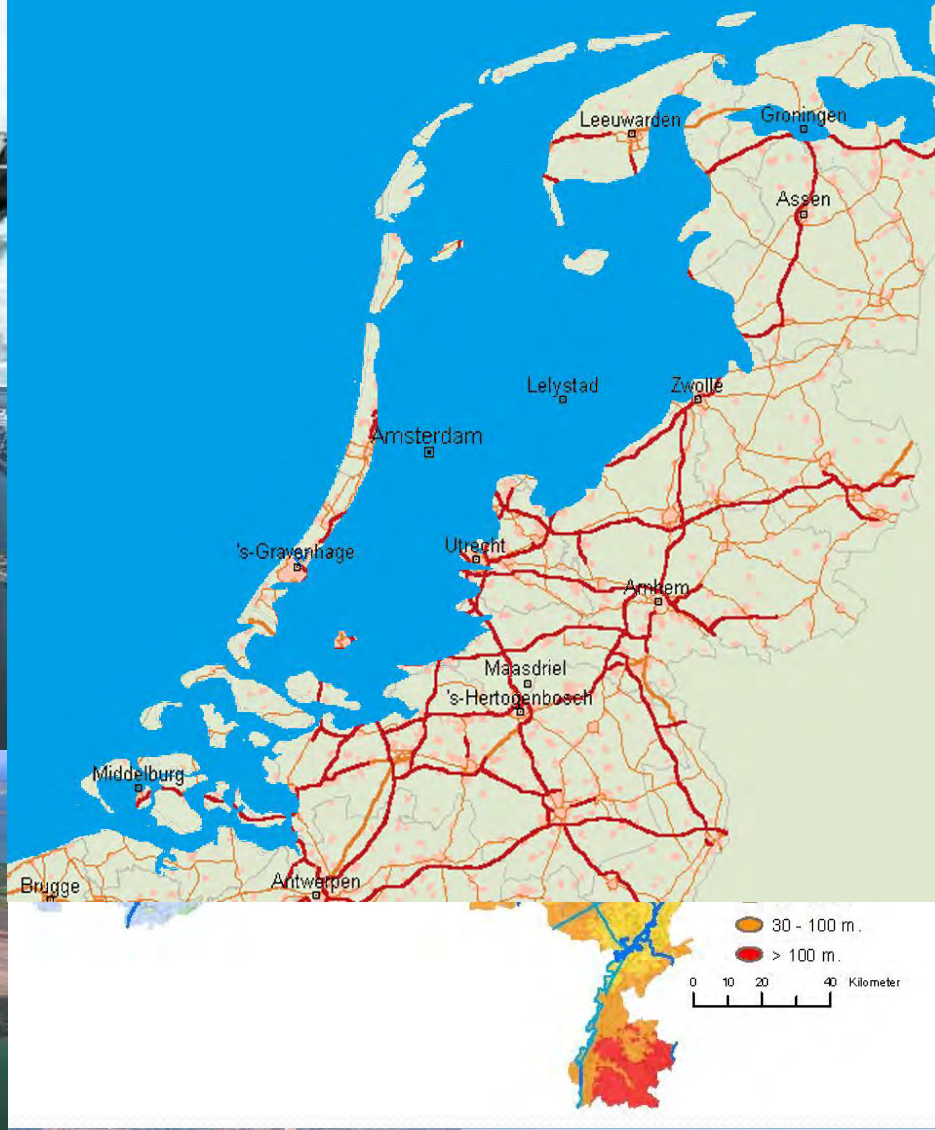 Leeuwarden
Groningen
Assen
Lelystad
Zwolle
Amsterdam
's-Gravenhage
Utrecht
Arnhem
Maasdriel
's-Hertogenbosch
Middelburg
Brugge
Antwerpen
30 - 100 m.
> 100 m.
0 10 20 40 Kilometer